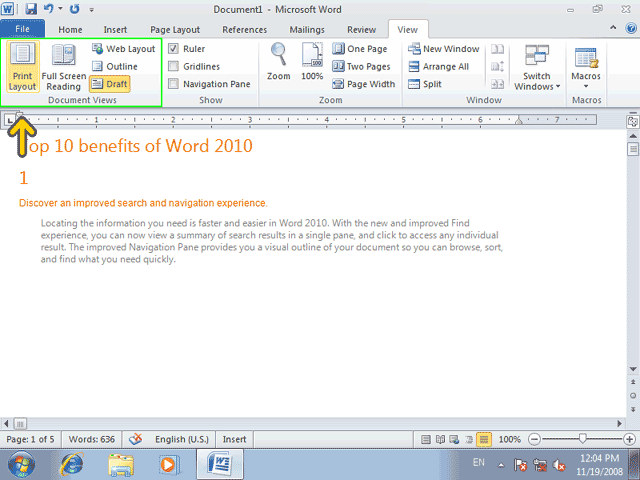 Document1 - Microsoft Word
File Home Insert Page Layout References Mailings Review View
Print Layout
Full Screen Reading
Web Layout
Outline
Draft
Document Views
Ruler
Gridlines
Navigation Pane
Show
Zoom
100%
One Page
Two Pages
Page Width
Zoom
New Window
Arrange All
Split
Switch Windows
Window
Macros
Macros
1 2 3 4 5 6 7
op 10 benefits of Word 2010
1
Discover an improved search and navigation experience.
Locating the information you need is faster and easier in Word 2010. With the new and improved Find
experience, you can now view a summary of search results in a single pane, and click to access any individual
result. The improved Navigation Pane provides you a visual outline of your document so you can browse, sort,
and find what you need quickly.
Page: 1 of 5 Words: 636 English (U.S.) Insert 100%
EN 12:04 PM
11/19/2008